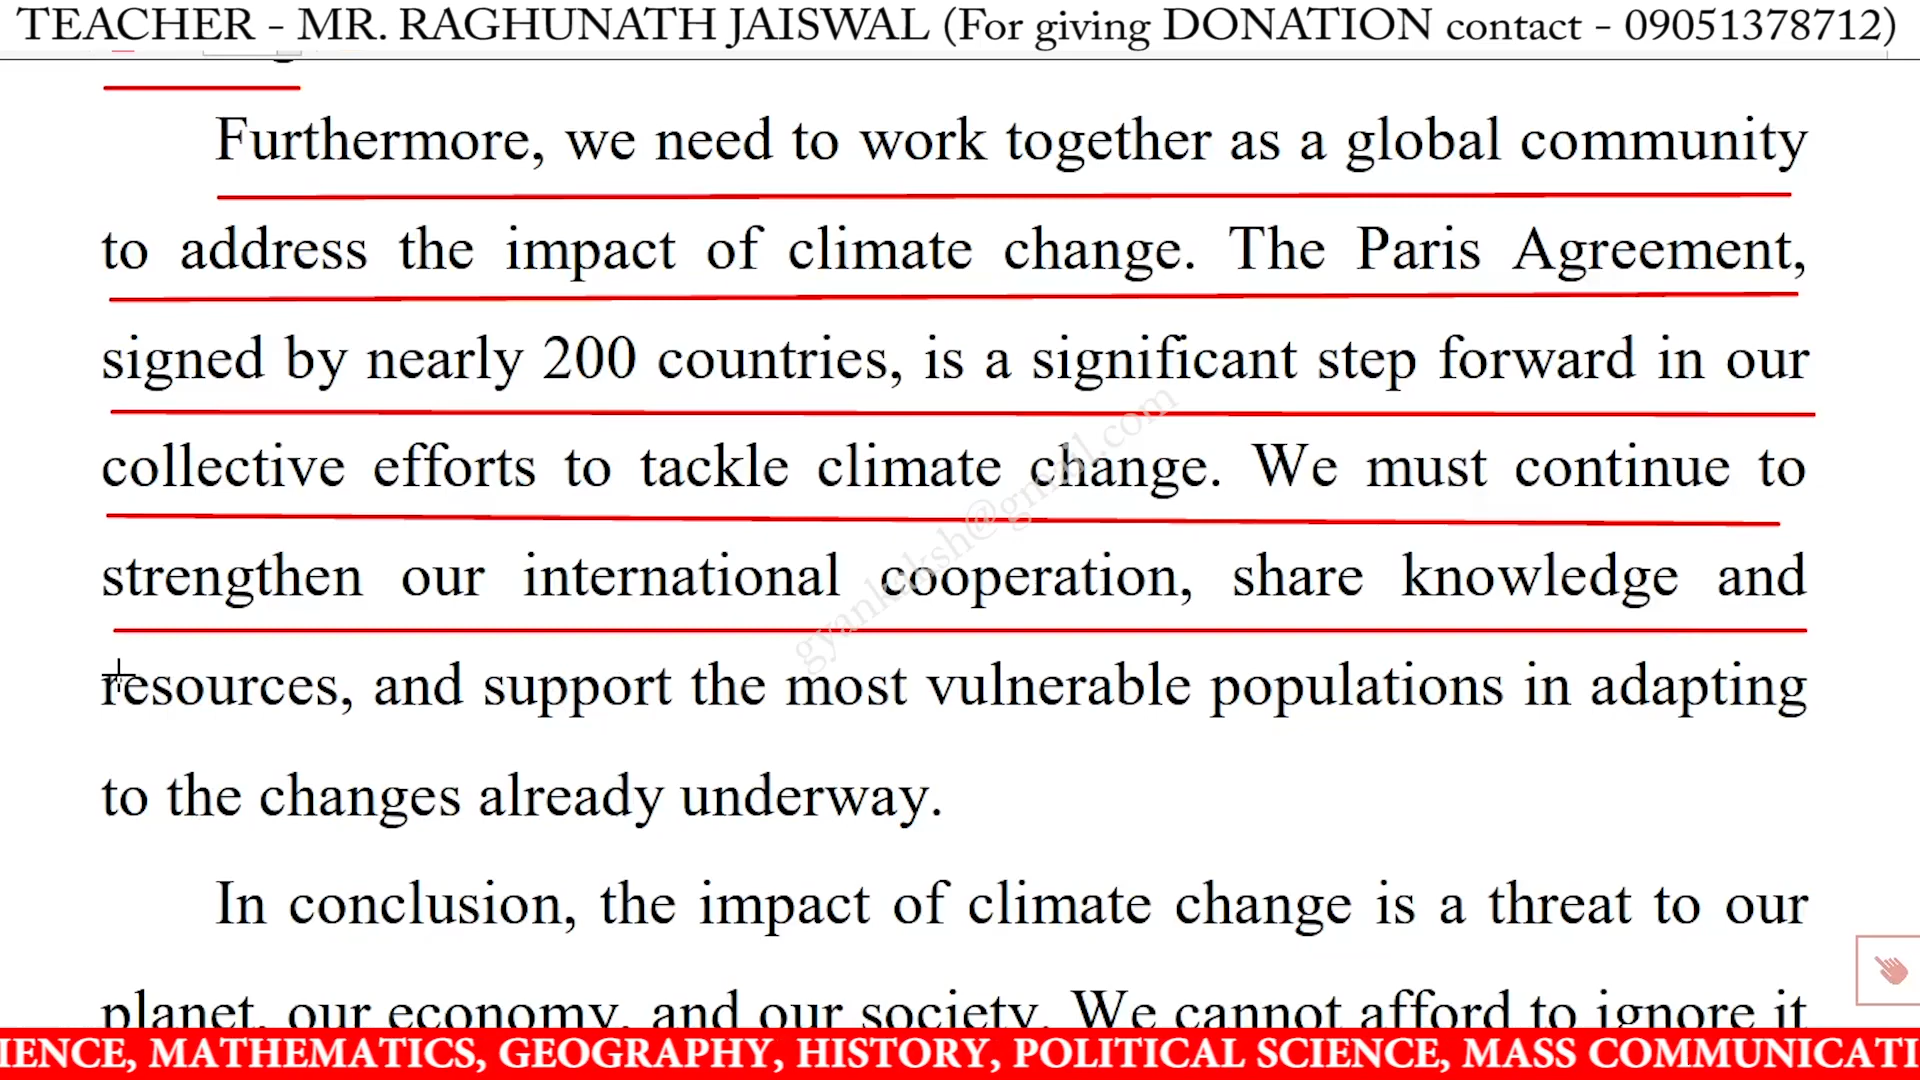 TEACHER - MR. RAGHUNATH JAISWAL (For giving DONATION contact - 09051378712)
Furthermore, we need to work together as a global community
to address the impact of climate change. The Paris Agreement,
signed by nearly 200 countries, is a significant step forward in our
collective efforts to tackle climate change. We must continue to
strengthen our international cooperation, share knowledge and
resources, and support the most vulnerable populations in adapting
to the changes already underway.
In conclusion, the impact of climate change is a threat to our
planet, our economy, and our society. We cannot afford to ignore it
IENCE, MATHEMATICS, GEOGRAPHY, HISTORY, POLITICAL SCIENCE, MASS COMMUNICATI